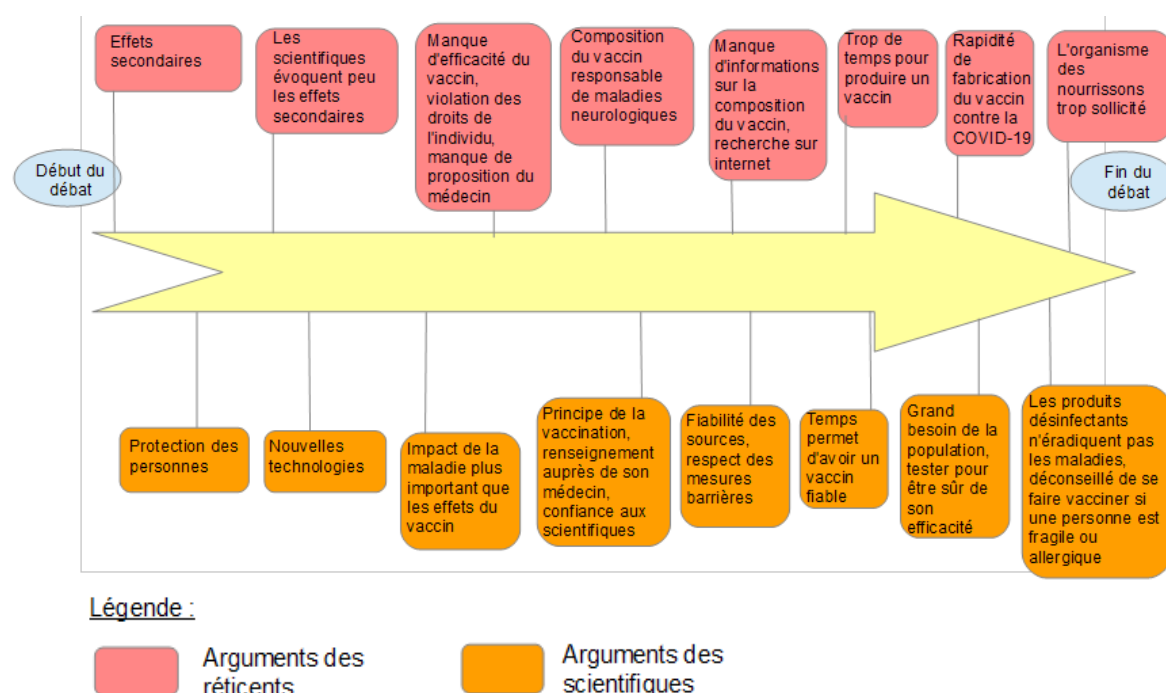 Effets
secondaires
Les
scientifiques
évoquent peu
les effets
secondaires
Manque
d'efficacité du
vaccin,
violation des
droits de
l'individu,
manque de
proposition du
médecin
Composition
du vaccin
responsable
de maladies
neurologiques
Manque
d'informations
sur la
composition
du vaccin,
recherche sur
internet
Trop de
temps pour
produire un
vaccin
Rapidité
de
fabrication
du vaccin
contre la
COVID-19
L'organisme
des
nourrissons
trop sollicité
Début du
débat
Fin du
débat
Protection des
personnes
Nouvelles
technologies
Impact de la
maladie plus
important que
les effets du
vaccin
Principe de la
vaccination,
renseignement
auprès de son
médecin,
confiance aux
scientifiques
Fiabilité des
sources,
respect des
mesures
barrières
Temps
permet
d'avoir un
vaccin
fiable
Grand
besoin de la
population,
tester pour
être sûr de
son
efficacité
Les produits
désinfectants
n'éradiquent pas
les maladies,
déconseillé de se
faire vacciner si
une personne est
fragile ou
allergique
Légende :
Arguments des
réticents
Arguments des
scientifiques